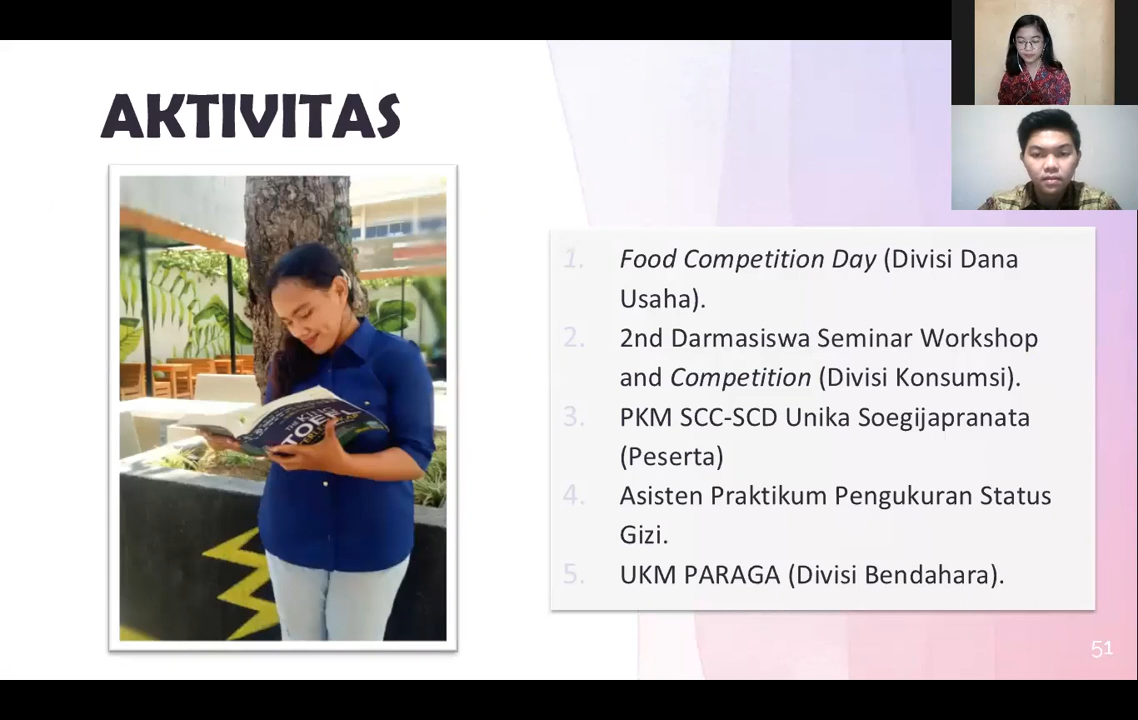 AKTIVITAS
1. Food Competition Day (Divisi Dana
Usaha).
2. 2nd Darmasiswa Seminar Workshop
and Competition (Divisi Konsumsi).
3. PKM SCC-SCD Unika Soegijapranata
(Peserta)
4. Asisten Praktikum Pengukuran Status
Gizi.
5. UKM PARAGA (Divisi Bendahara).
TOEFL
51